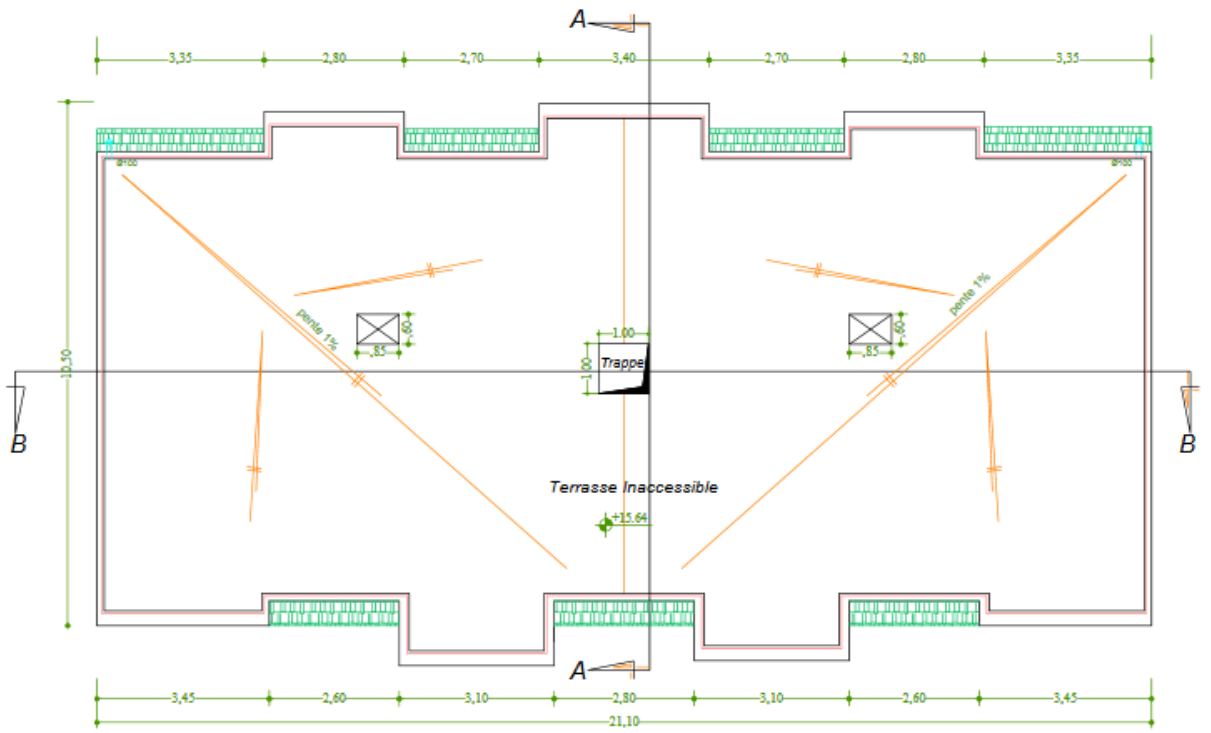 A
3,35 2,80 2,70 3,40 2,70 2,80 3,35
Ø100 Ø100
pente 1% pente 1%
,60 ,60
,85 ,85
1.00
1.00
Trappe
10,50
B B
Terrasse Inaccessible
+15.64
A
3,45 2,60 3,10 2,80 3,10 2,60 3,45
21,10